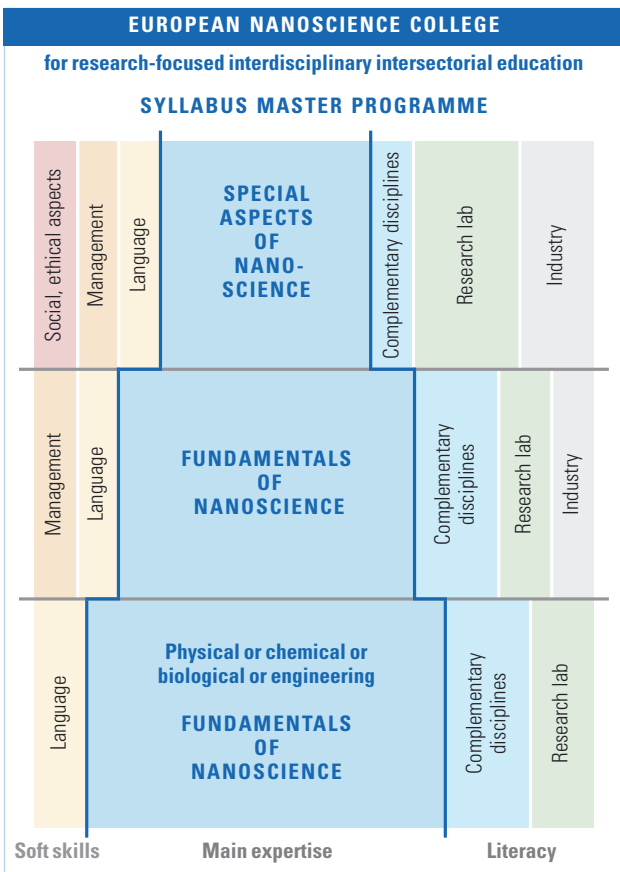 EUROPEAN NANOSCIENCE COLLEGE
for research-focused interdisciplinary intersectorial education
SYLLABUS MASTER PROGRAMME
Social, ethical aspects
Management
Language
SPECIAL
ASPECTS
OF
NANO-
SCIENCE
Complementary disciplines
Research lab
Industry
Management
Language
FUNDAMENTALS
OF
NANOSCIENCE
Complementary
disciplines
Research lab
Industry
Language
Physical or chemical or
biological or engineering
FUNDAMENTALS
OF
NANOSCIENCE
Complementary
disciplines
Research lab
Soft skills
Main expertise
Literacy